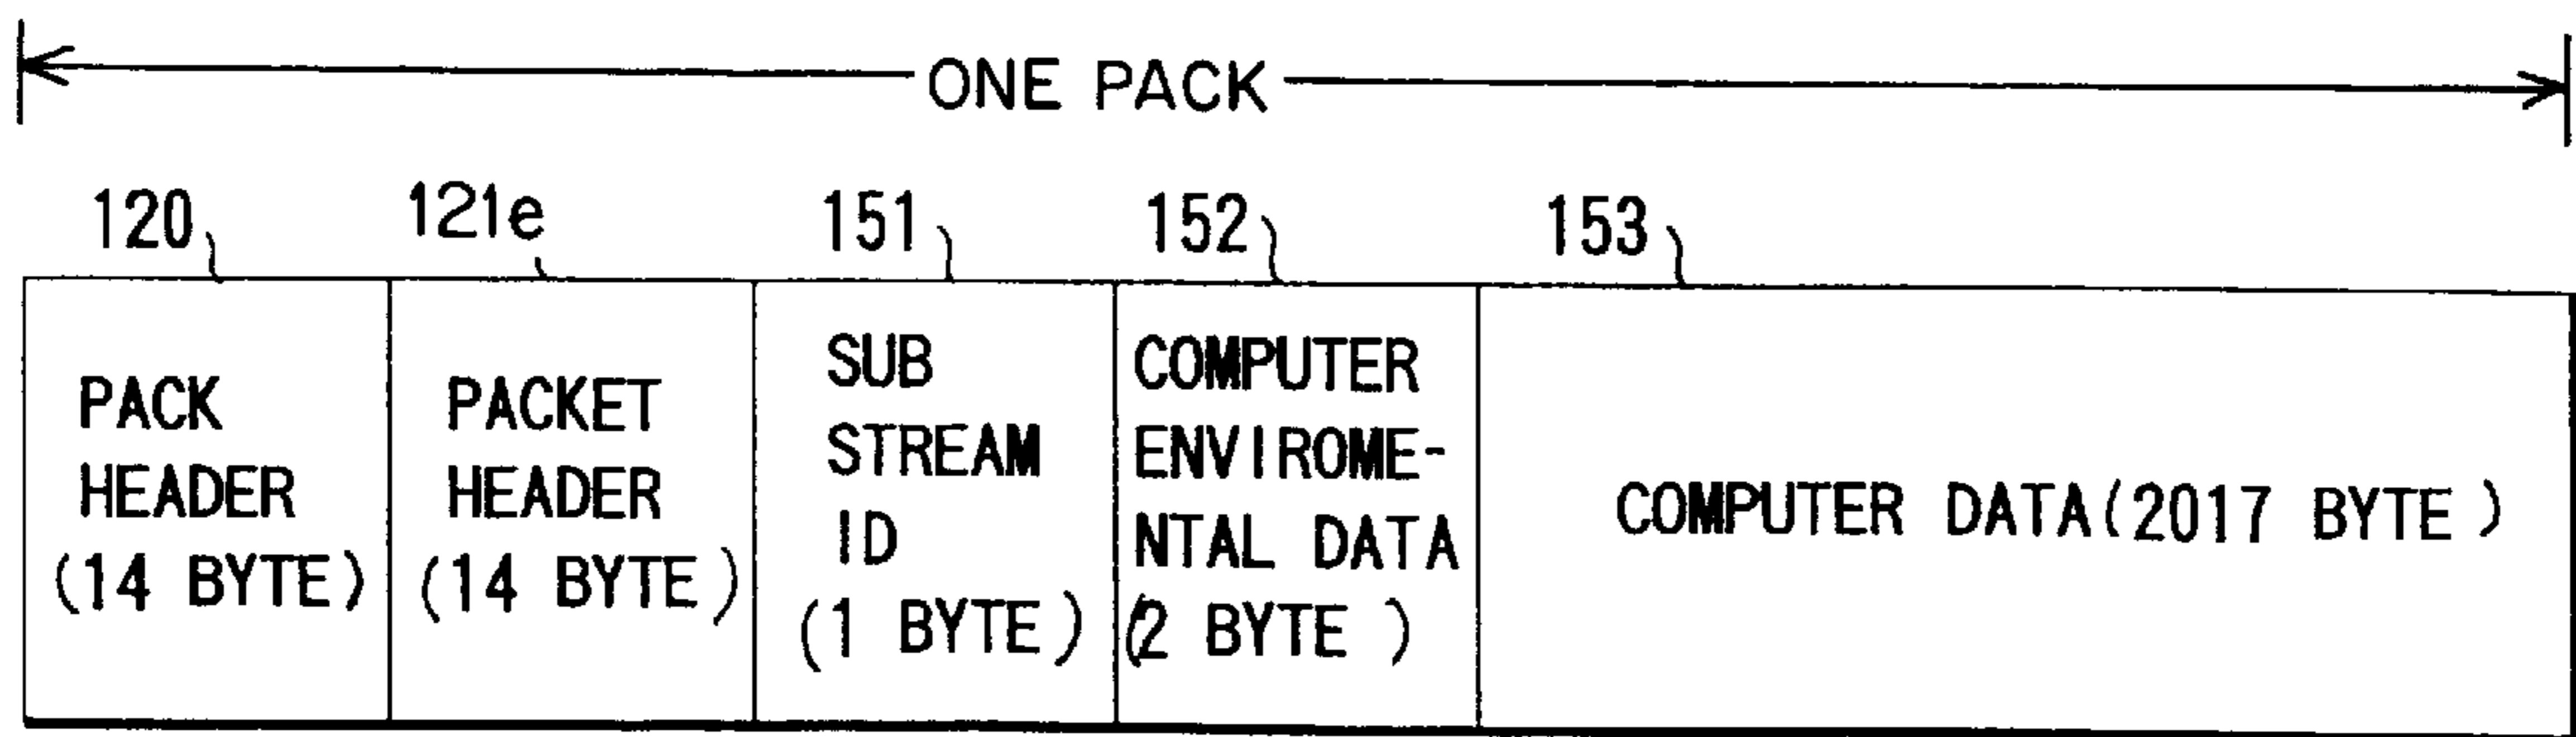 ONE PACK
120
121e
151
152
153
PACK
HEADER
(14 BYTE)
PACKET
HEADER
(14 BYTE)
SUB
STREAM
ID
(1 BYTE)
COMPUTER
ENVIROME-
NTAL DATA
(2 BYTE)
COMPUTER DATA(2017 BYTE)